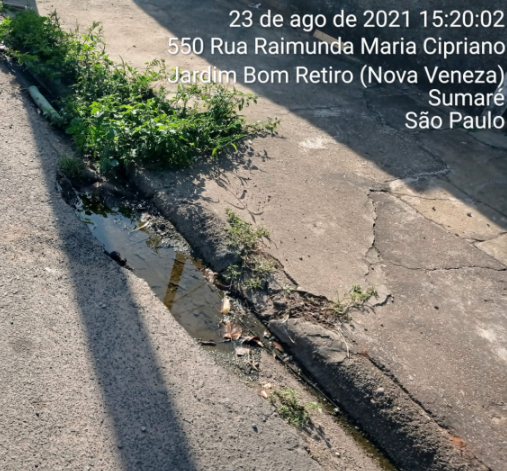 23 de ago de 2021 15:20:02
550 Rua Raimunda Maria Cipriano
Jardim Bom Retiro (Nova Veneza)
Sumaré
São Paulo